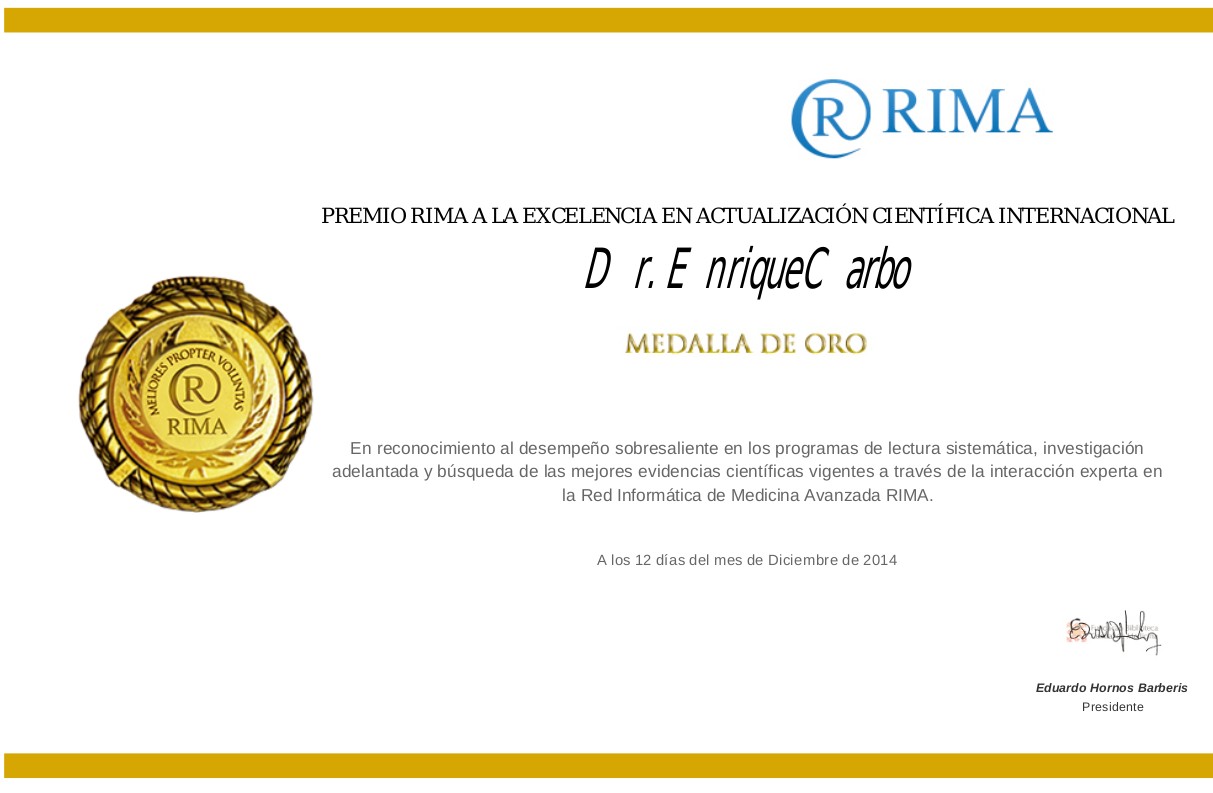 R RIMA
PREMIO RIMA A LA EXCELENCIA EN ACTUALIZACIÓN CIENTÍFICA INTERNACIONAL
Dr. Enrique Carbo
MEDALLA DE ORO
MELIORES PROPTER VOLUNTAS
R
RIMA
En reconocimiento al desempeño sobresaliente en los programas de lectura sistemática, investigación
adelantada y búsqueda de las mejores evidencias científicas vigentes a través de la interacción experta en
la Red Informática de Medicina Avanzada RIMA.
A los 12 días del mes de Diciembre de 2014
Eduardo Hornos Barberis
Presidente